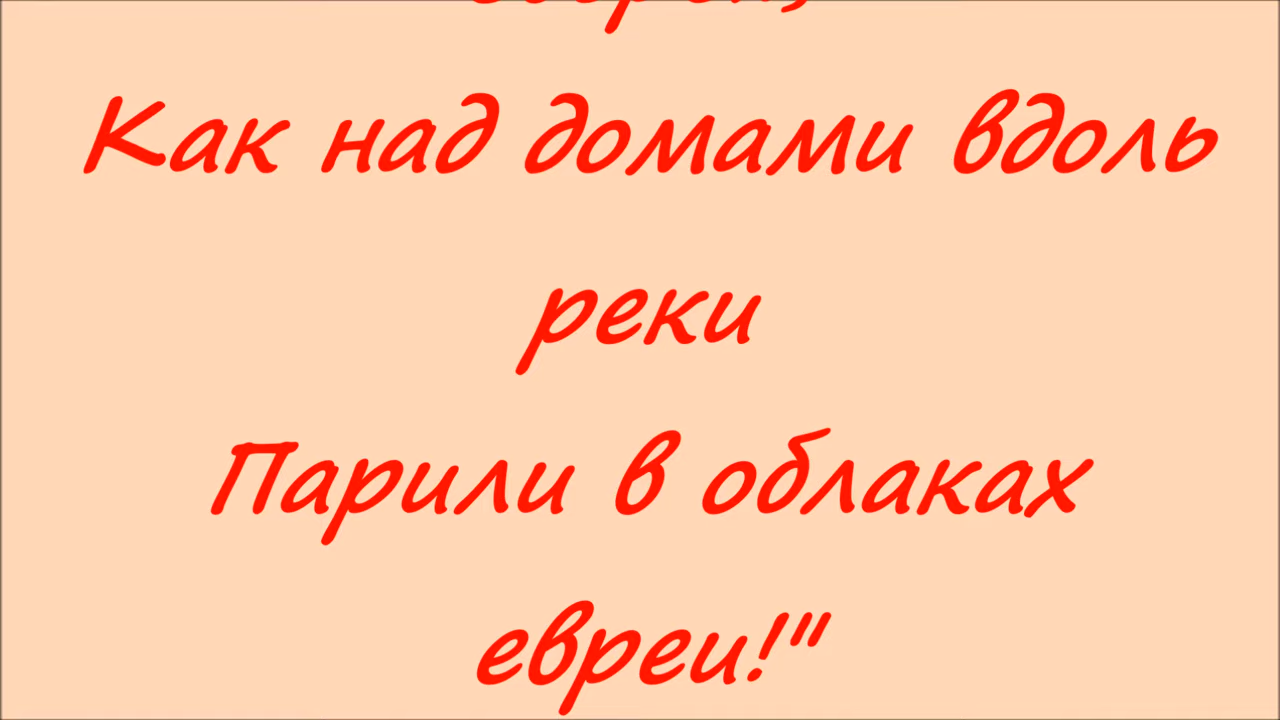 Как над домами вдоль
реки
Парили в облаках
евреи!"